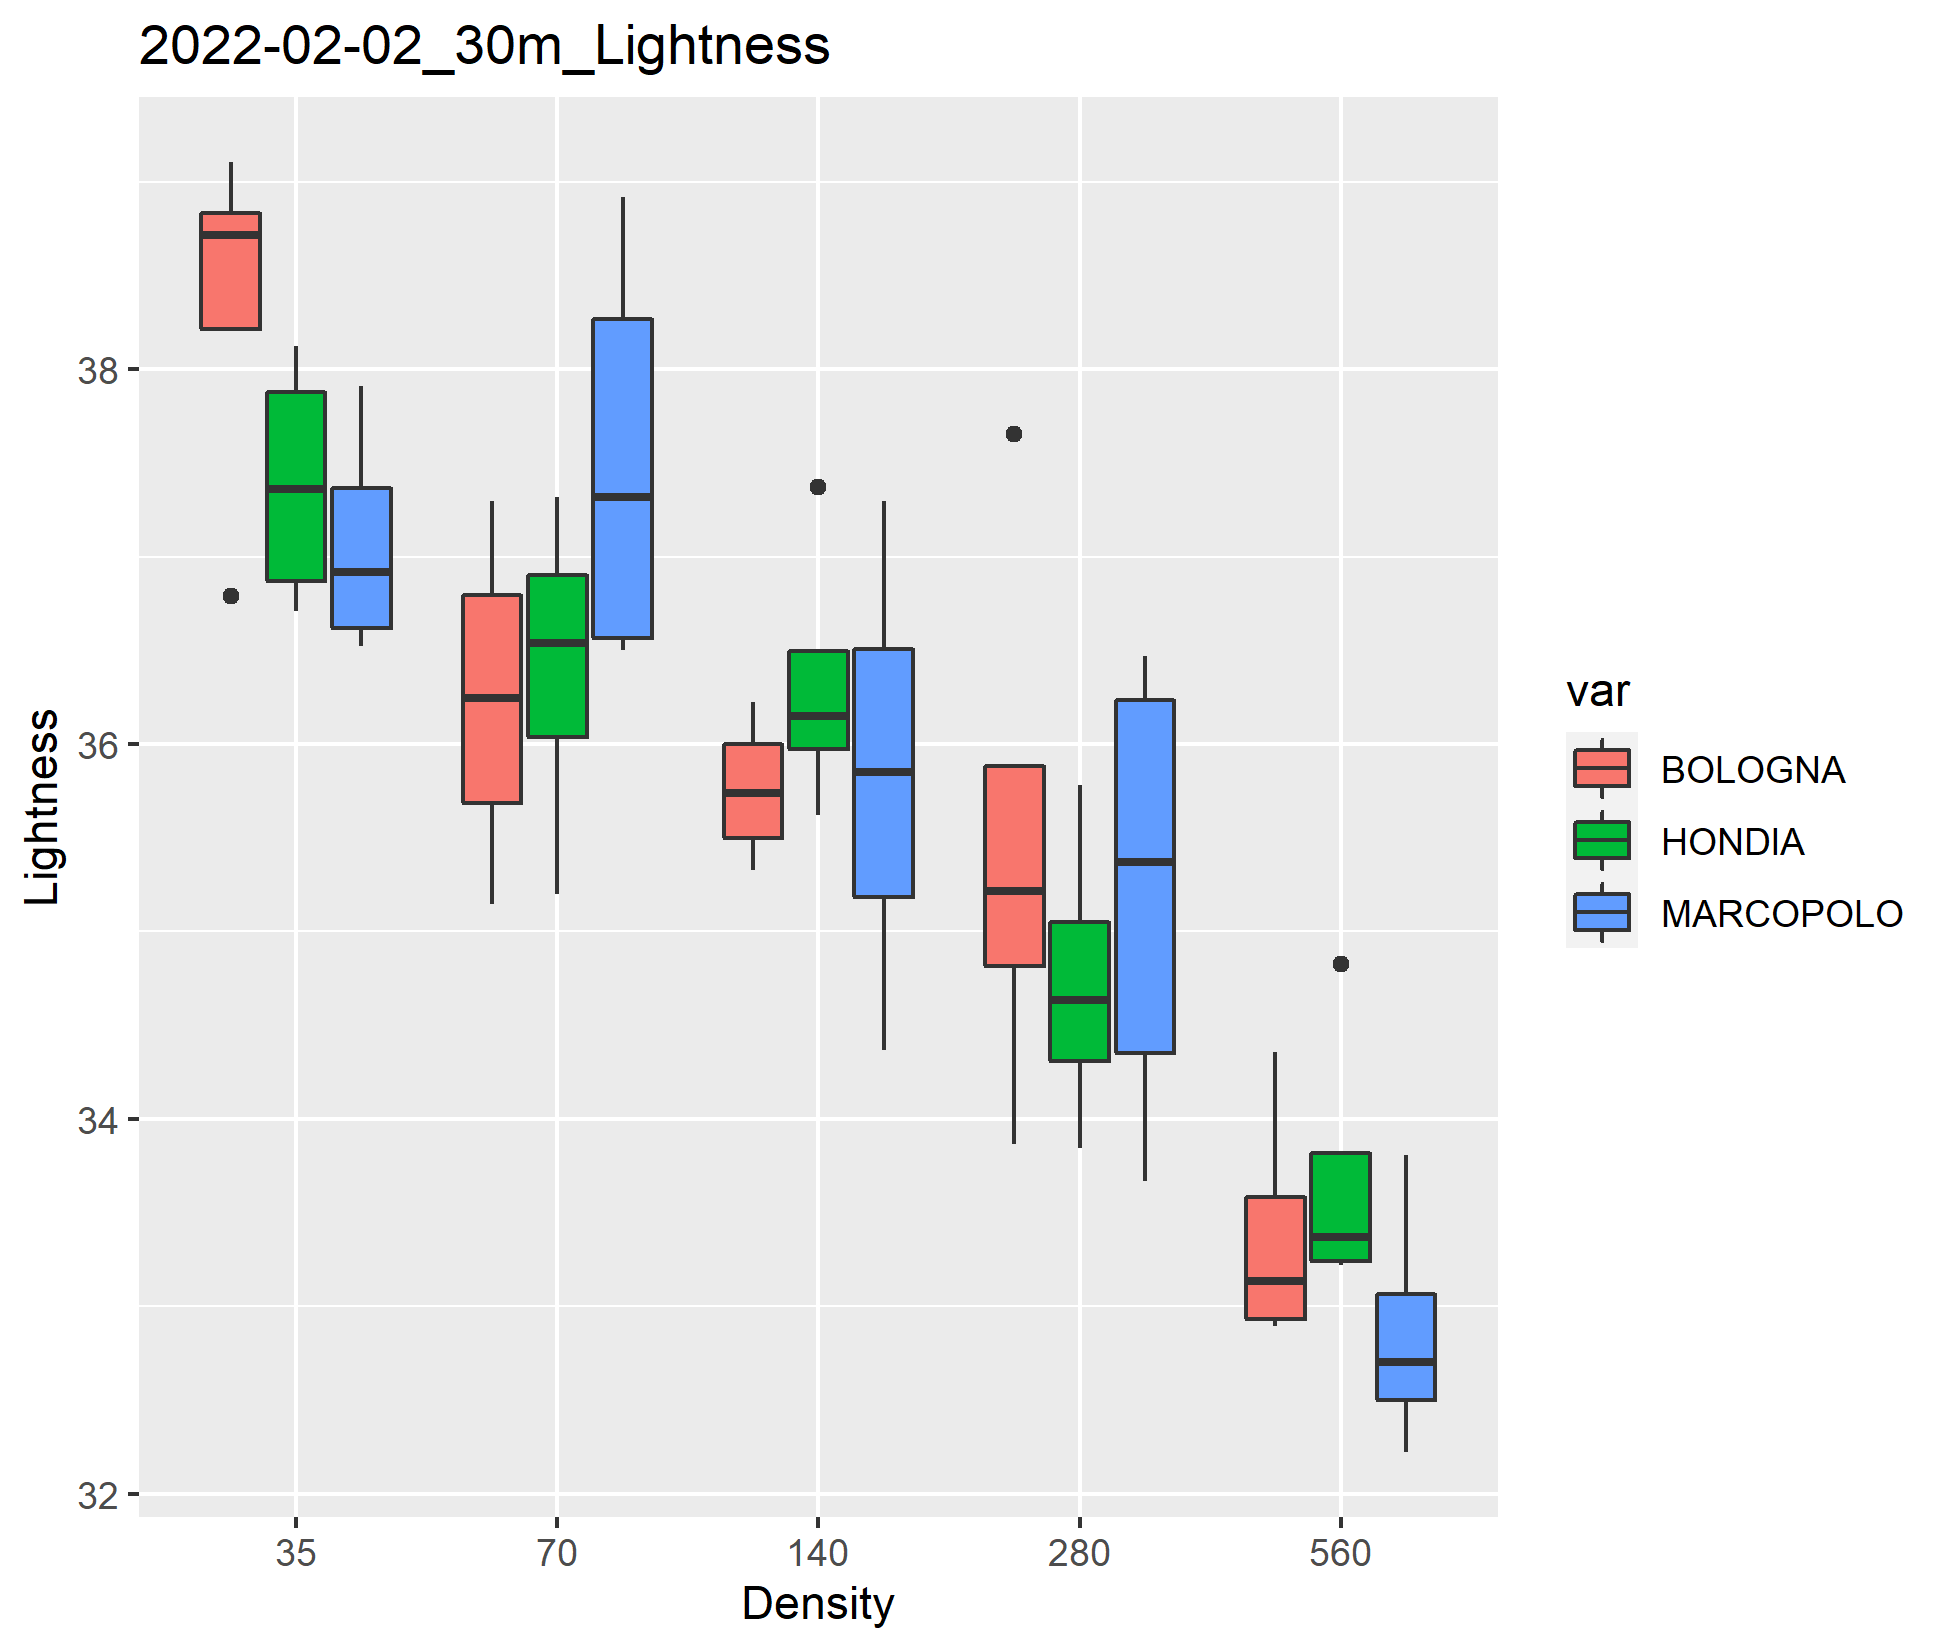 2022-02-02_30m_Lightness
38
36
34
32
Lightness
35 70 140 280 560
Density
var
BOLOGNA
HONDIA
MARCOPOLO